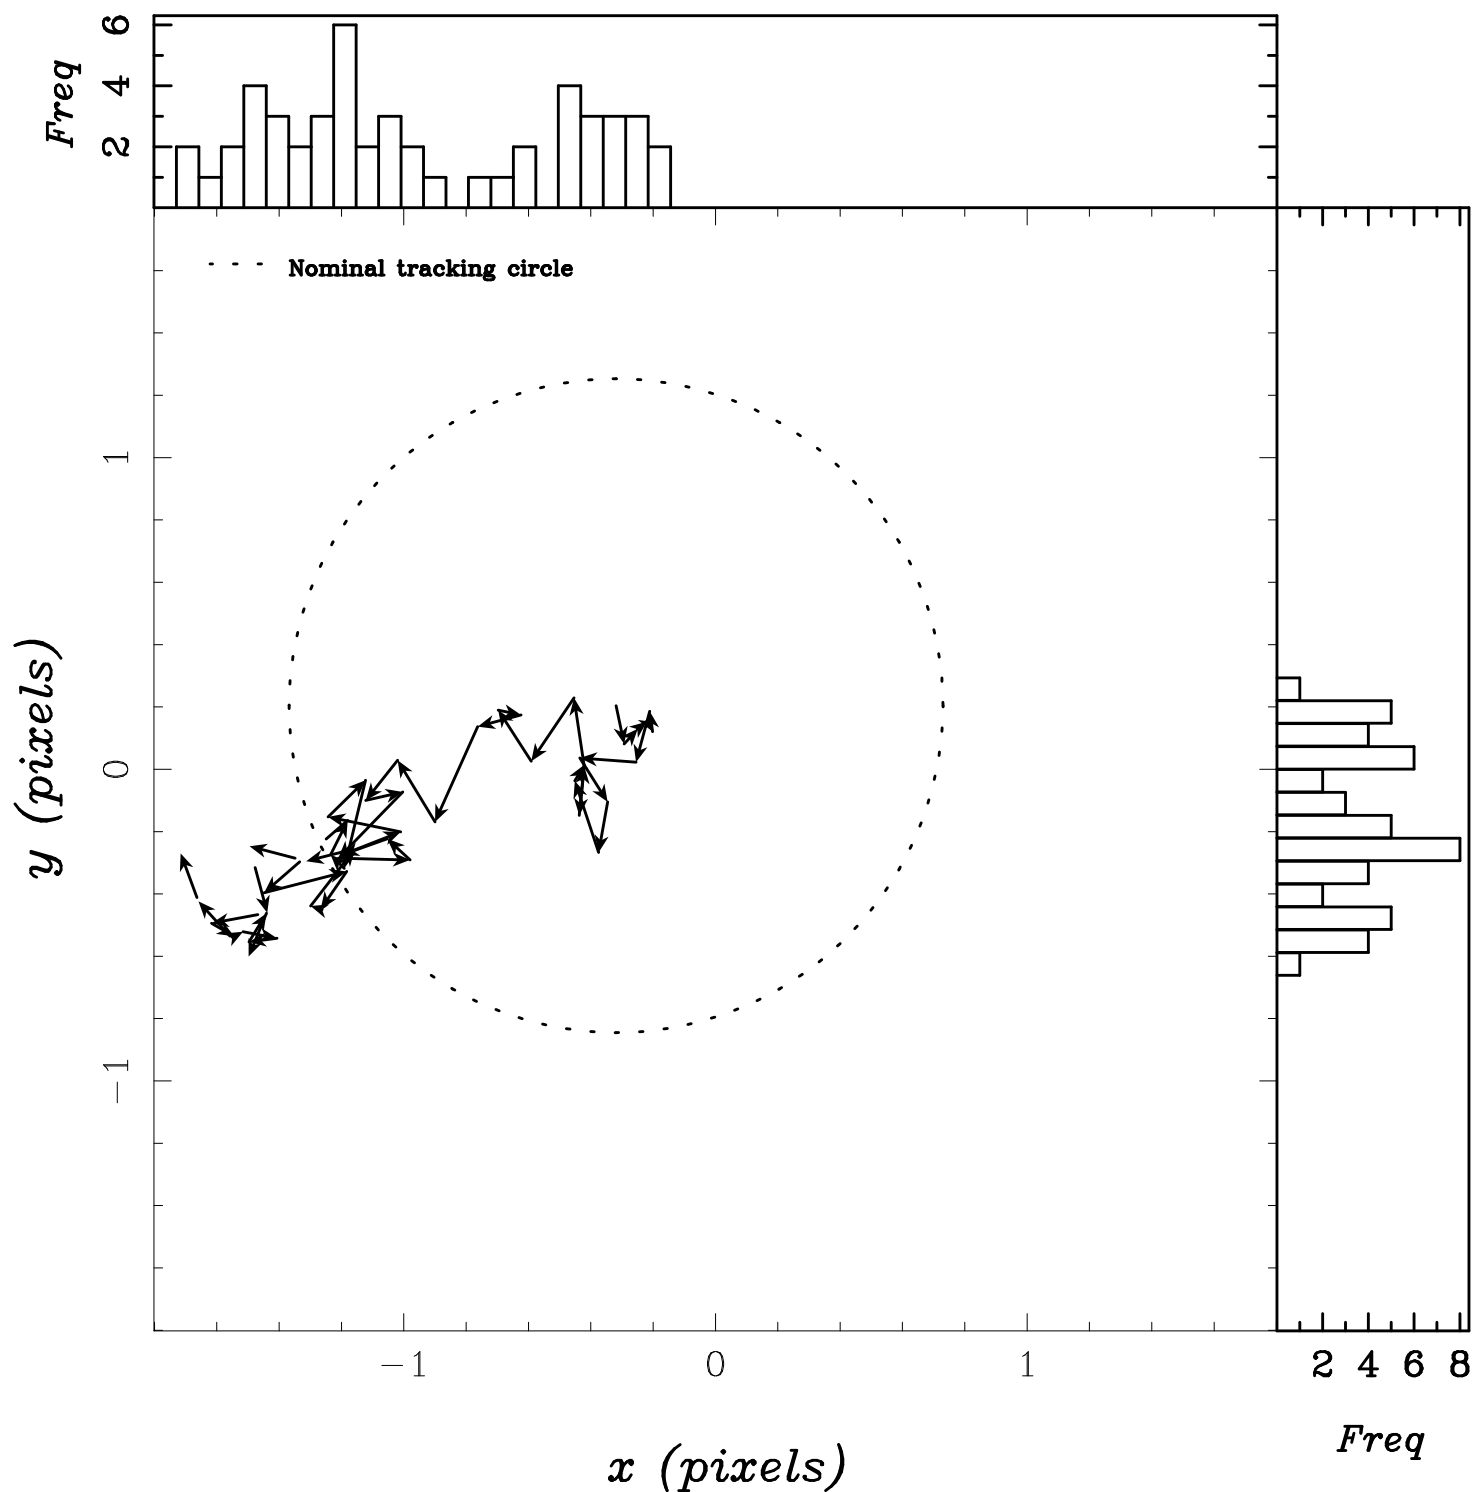 Freq
2 4 6
Nominal tracking circle
y (pixels)
1
0
−1
−1 0 1
x (pixels)
2 4 6 8
Freq